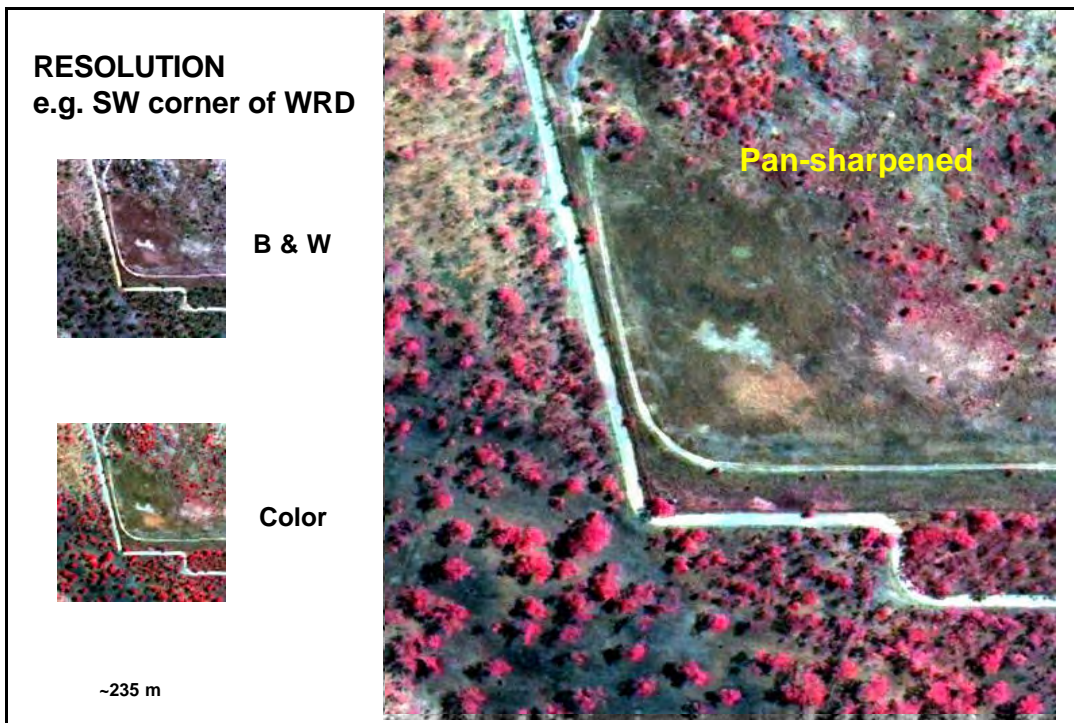 RESOLUTION
e.g. SW corner of WRD
Pan-sharpened
B & W
Color
~235 m